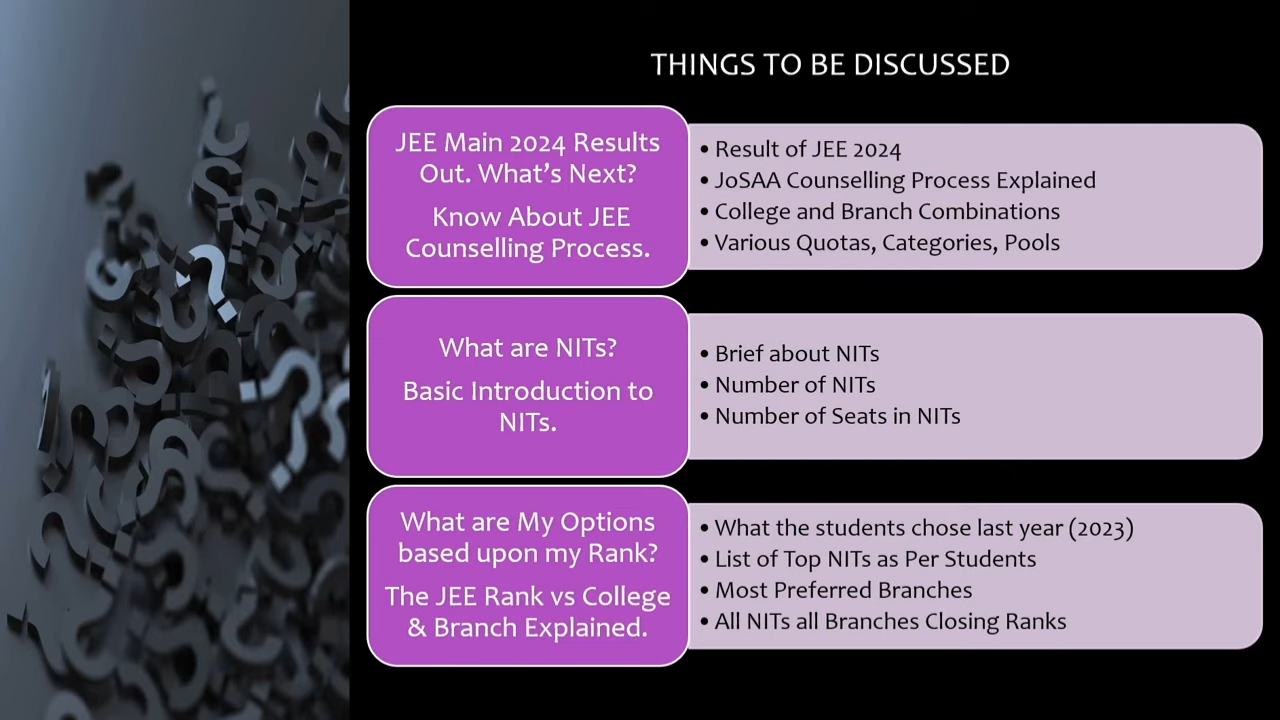 THINGS TO BE DISCUSSED
JEE Main 2024 Results
Out. What's Next?
Know About JEE
Counselling Process.
• Result of JEE 2024
• JoSAA Counselling Process Explained
• College and Branch Combinations
• Various Quotas, Categories, Pools
What are NITs?
Basic Introduction to
NITs.
• Brief about NITs
• Number of NITs
• Number of Seats in NITs
What are My Options
based upon my Rank?
The JEE Rank vs College
& Branch Explained.
• What the students chose last year (2023)
• List of Top NITs as Per Students
• Most Preferred Branches
• All NITs all Branches Closing Ranks